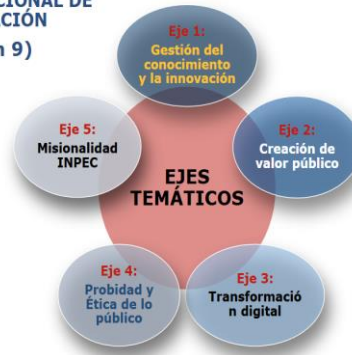 CIONAL DE
ACIÓN
n 9)
Eje 1:
Gestión del
conocimiento
y la innovación
Eje 5:
Misionalidad
INPEC
Eje 2:
Creación de
valor público
EJES
TEMÁTICOS
Eje 4:
Probidad y
Ética de lo
público
Eje 3:
Transformació
n digital